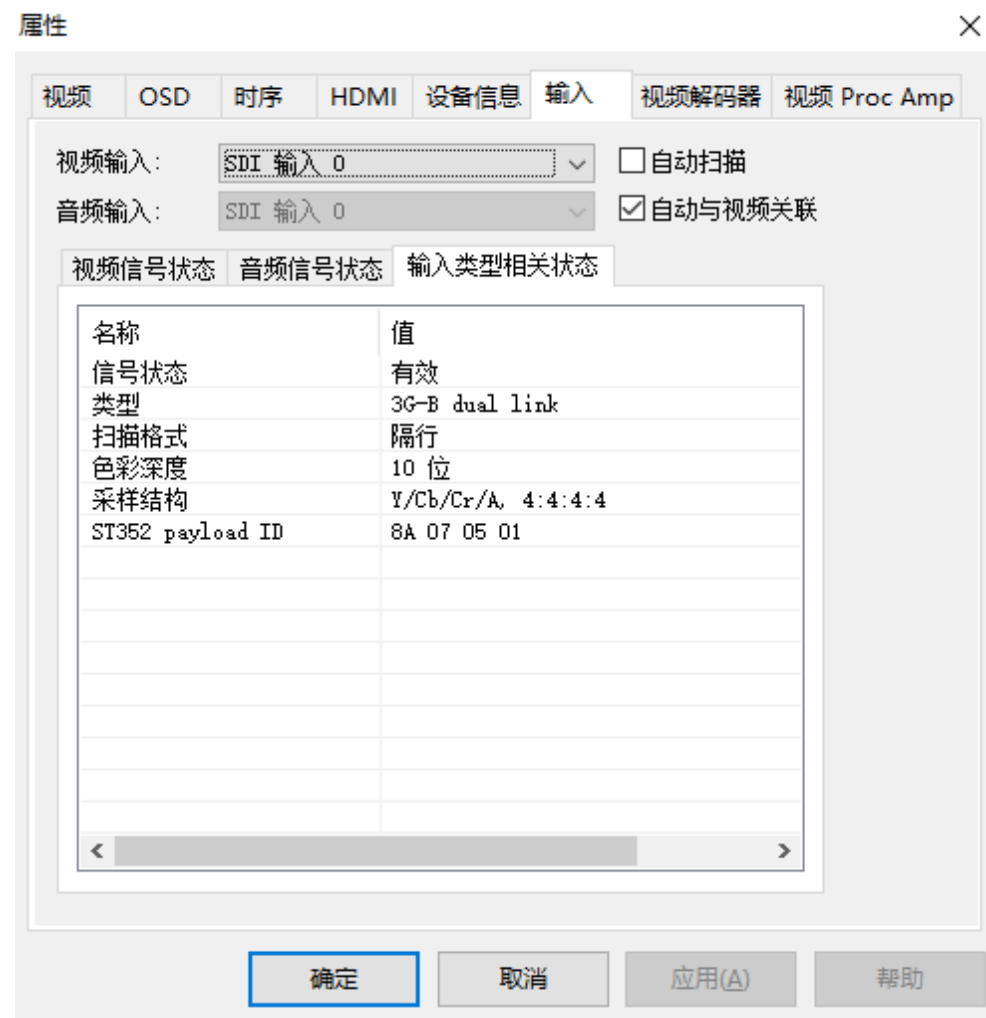 属性
视频 OSD 时序 HDMI 设备信息 输入 视频解码器 视频 Proc Amp
视频输入: SDI 输入 0 自动扫描
音频输入: SDI 输入 0 自动与视频关联
视频信号状态 音频信号状态 输入类型相关状态
名称 值
信号状态 有效
类型 3G-B dual link
扫描格式 隔行
色彩深度 10 位
采样结构 Y/Cb/Cr/A, 4:4:4:4
ST352 payload ID 8A 07 05 01
确定 取消 应用(A) 帮助